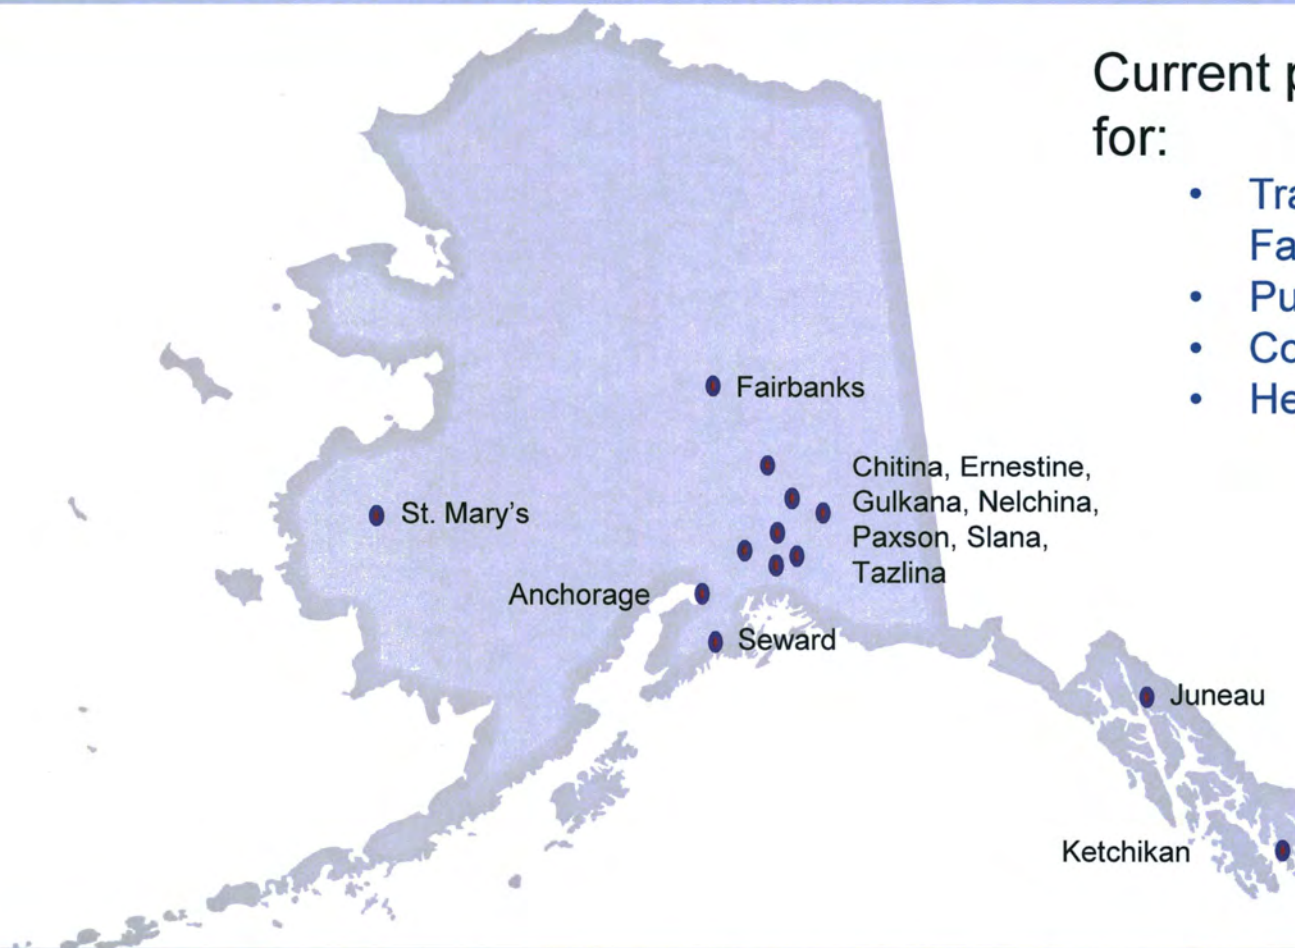 Current
for:
• Tra
Fa
• Pu
• Co
• He
Fairbanks
Chitina, Ernestine,
Gulkana, Nelchina,
Paxson, Slana,
Tazlina
St. Mary’s
Anchorage
Seward
Juneau
Ketchikan